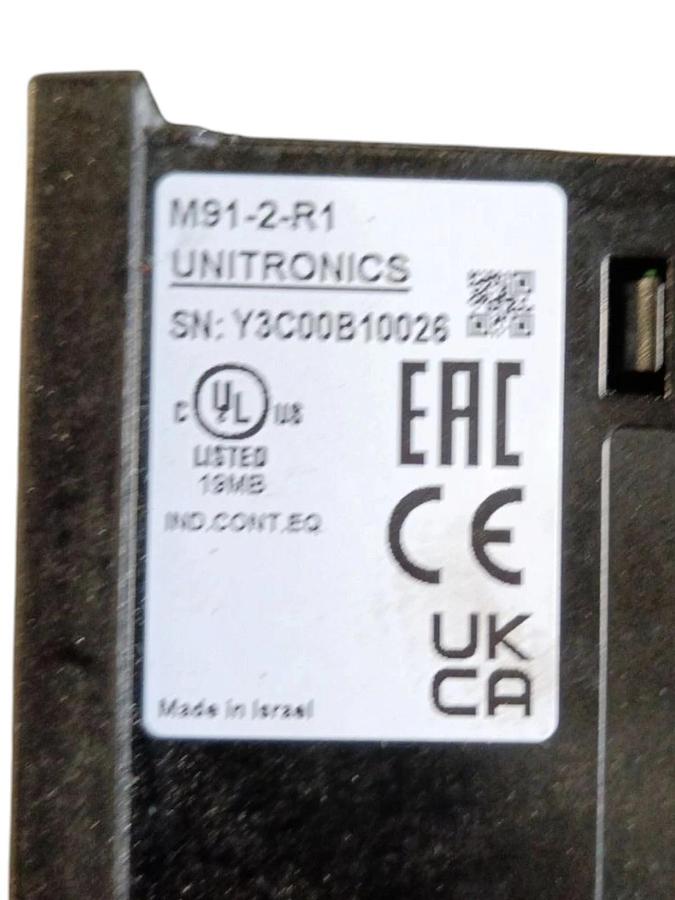 M91-2-R1
UNITRONICS
SN: Y3C00B10026
C UL US
LISTED
19MB
IND.CONT.EQ
EAC
CE
UK
CA
Made in Israel